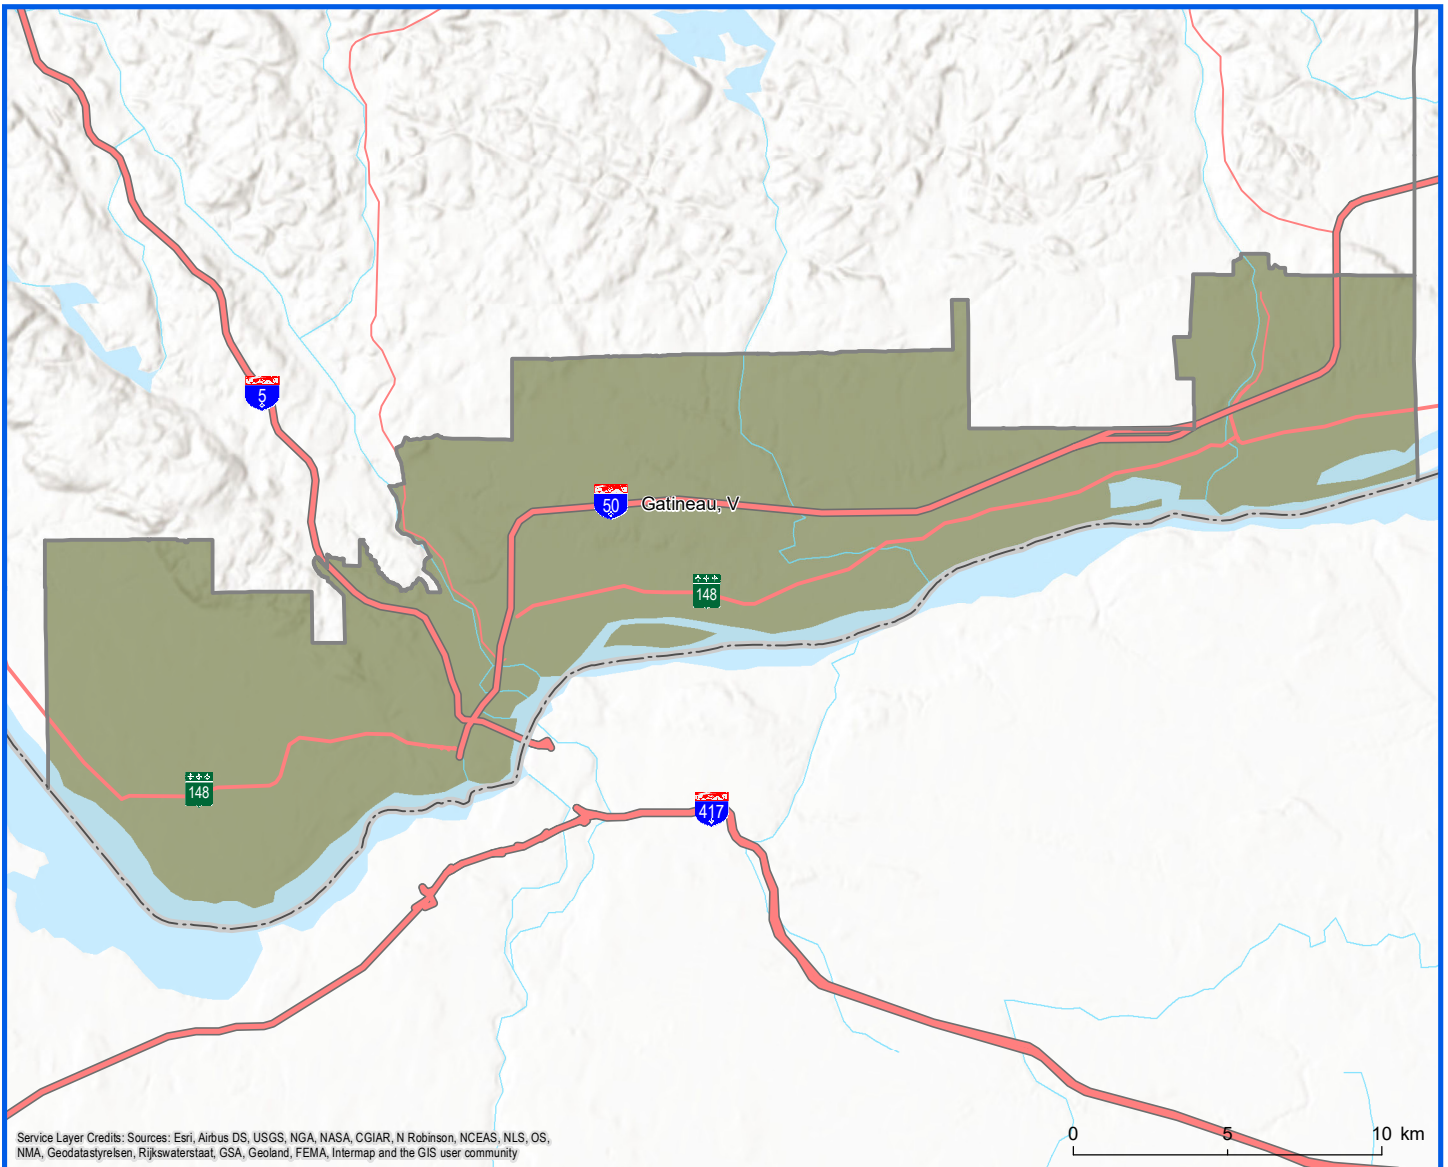 5
50
Gatineau, V
148
148
417
0 5 10 km
Service Layer Credits: Sources: Esri, Airbus DS, USGS, NGA, NASA, CGIAR, N Robinson, NCEAS, NLS, OS,
NMA, Geodatastyrelsen, Rijkswaterstaat, GSA, Geoland, FEMA, Intermap and the GIS user community